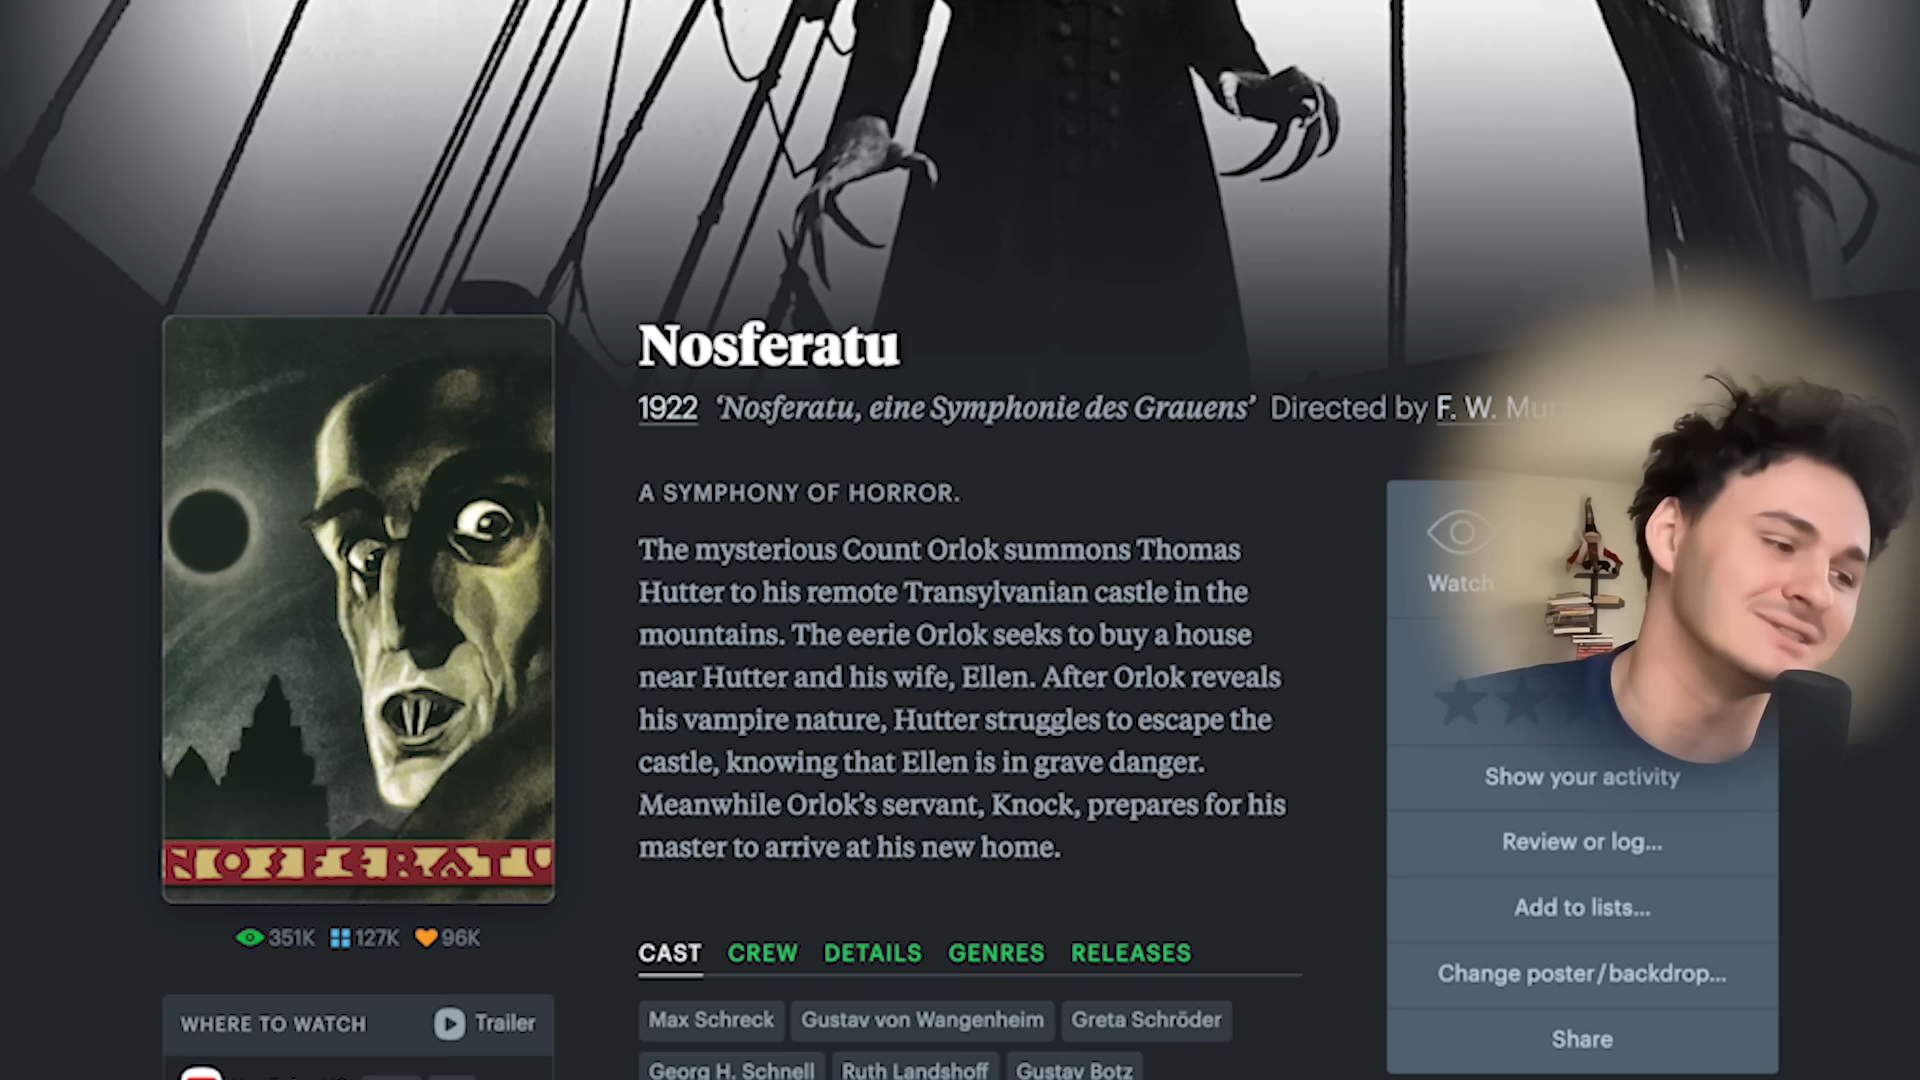 Nosferatu
1922 ‘Nosferatu, eine Symphonie des Grauens’ Directed by F. W. Mur
A SYMPHONY OF HORROR.
The mysterious Count Orlok summons Thomas
Hutter to his remote Transylvanian castle in the
mountains. The eerie Orlok seeks to buy a house
near Hutter and his wife, Ellen. After Orlok reveals
his vampire nature, Hutter struggles to escape the
castle, knowing that Ellen is in grave danger.
Meanwhile Orlok’s servant, Knock, prepares for his
master to arrive at his new home.
NOSFERATU
351K 127K 96K
WHERE TO WATCH Trailer
CAST CREW DETAILS GENRES RELEASES
Max Schreck Gustav von Wangenheim Greta Schröder
Georg H. Schnell Ruth Landshoff Gustav Botz
Watch
Show your activity
Review or log...
Add to lists...
Change poster/backdrop...
Share